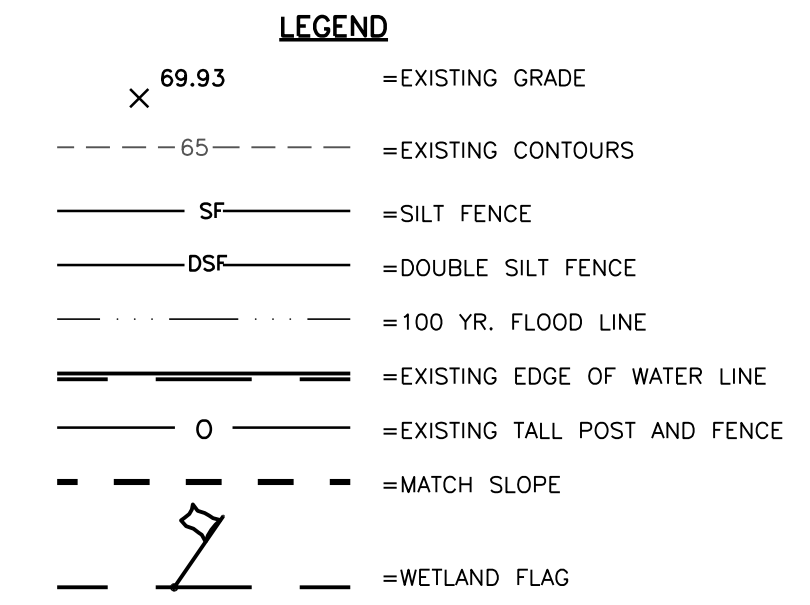 LEGEND
69.93 =EXISTING GRADE
65 =EXISTING CONTOURS
SF =SILT FENCE
DSF =DOUBLE SILT FENCE
=100 YR. FLOOD LINE
=EXISTING EDGE OF WATER LINE
O =EXISTING TALL POST AND FENCE
=MATCH SLOPE
=WETLAND FLAG